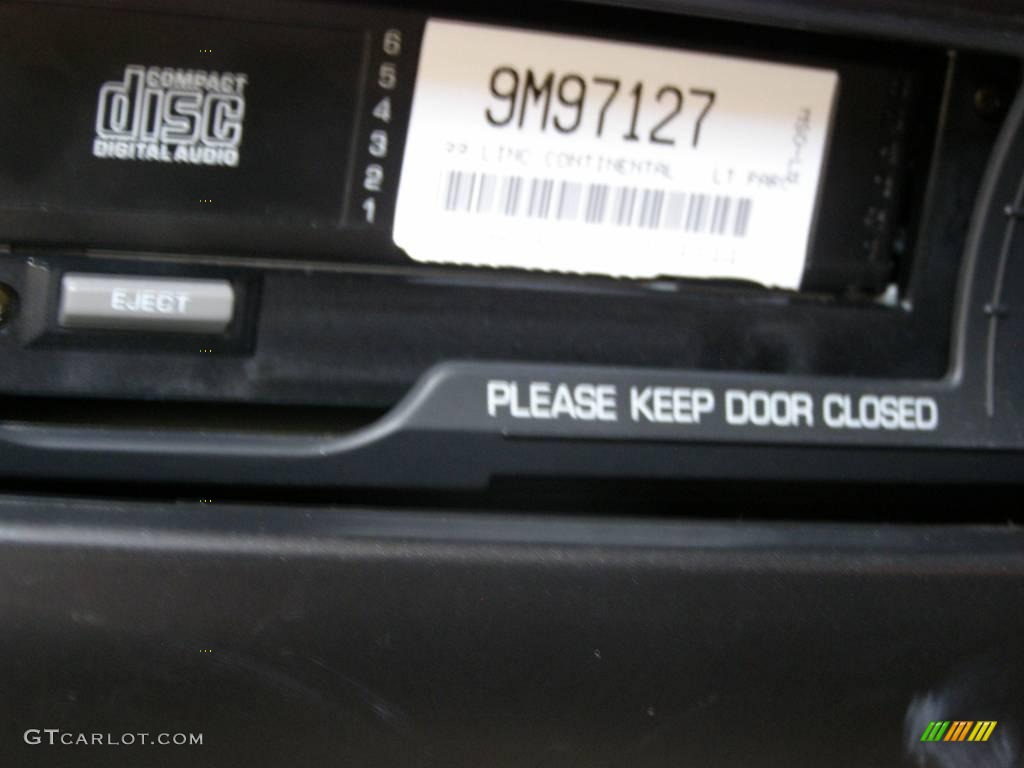 COMPACT
disc
DIGITAL AUDIO
6
5
4
3
2
1
9M97127
LINC CONTINENTAL LT
EJECT
PLEASE KEEP DOOR CLOSED
GTCARLOT.COM